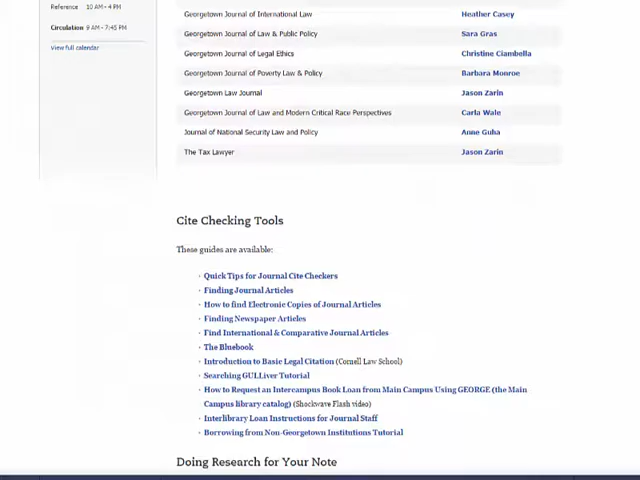 Reference 10 AM - 4 PM
Circulation 9 AM - 7:45 PM
View full calendar
Georgetown Journal of International Law Heather Casey
Georgetown Journal of Law & Public Policy Sara Gras
Georgetown Journal of Legal Ethics Christine Ciambella
Georgetown Journal of Poverty Law & Policy Barbara Monroe
Georgetown Law Journal Jason Zarin
Georgetown Journal of Law and Modern Critical Race Perspectives Carla Wale
Journal of National Security Law and Policy Anne Guha
The Tax Lawyer Jason Zarin
Cite Checking Tools
These guides are available:
Quick Tips for Journal Cite Checkers
Finding Journal Articles
How to find Electronic Copies of Journal Articles
Finding Newspaper Articles
Find International & Comparative Journal Articles
The Bluebook
Introduction to Basic Legal Citation (Cornell Law School)
Searching GULLiver Tutorial
How to Request an Intercampus Book Loan from Main Campus Using GEORGE (the Main
Campus library catalog) (Shockwave Flash video)
Interlibrary Loan Instructions for Journal Staff
Borrowing from Non-Georgetown Institutions Tutorial
Doing Research for Your Note